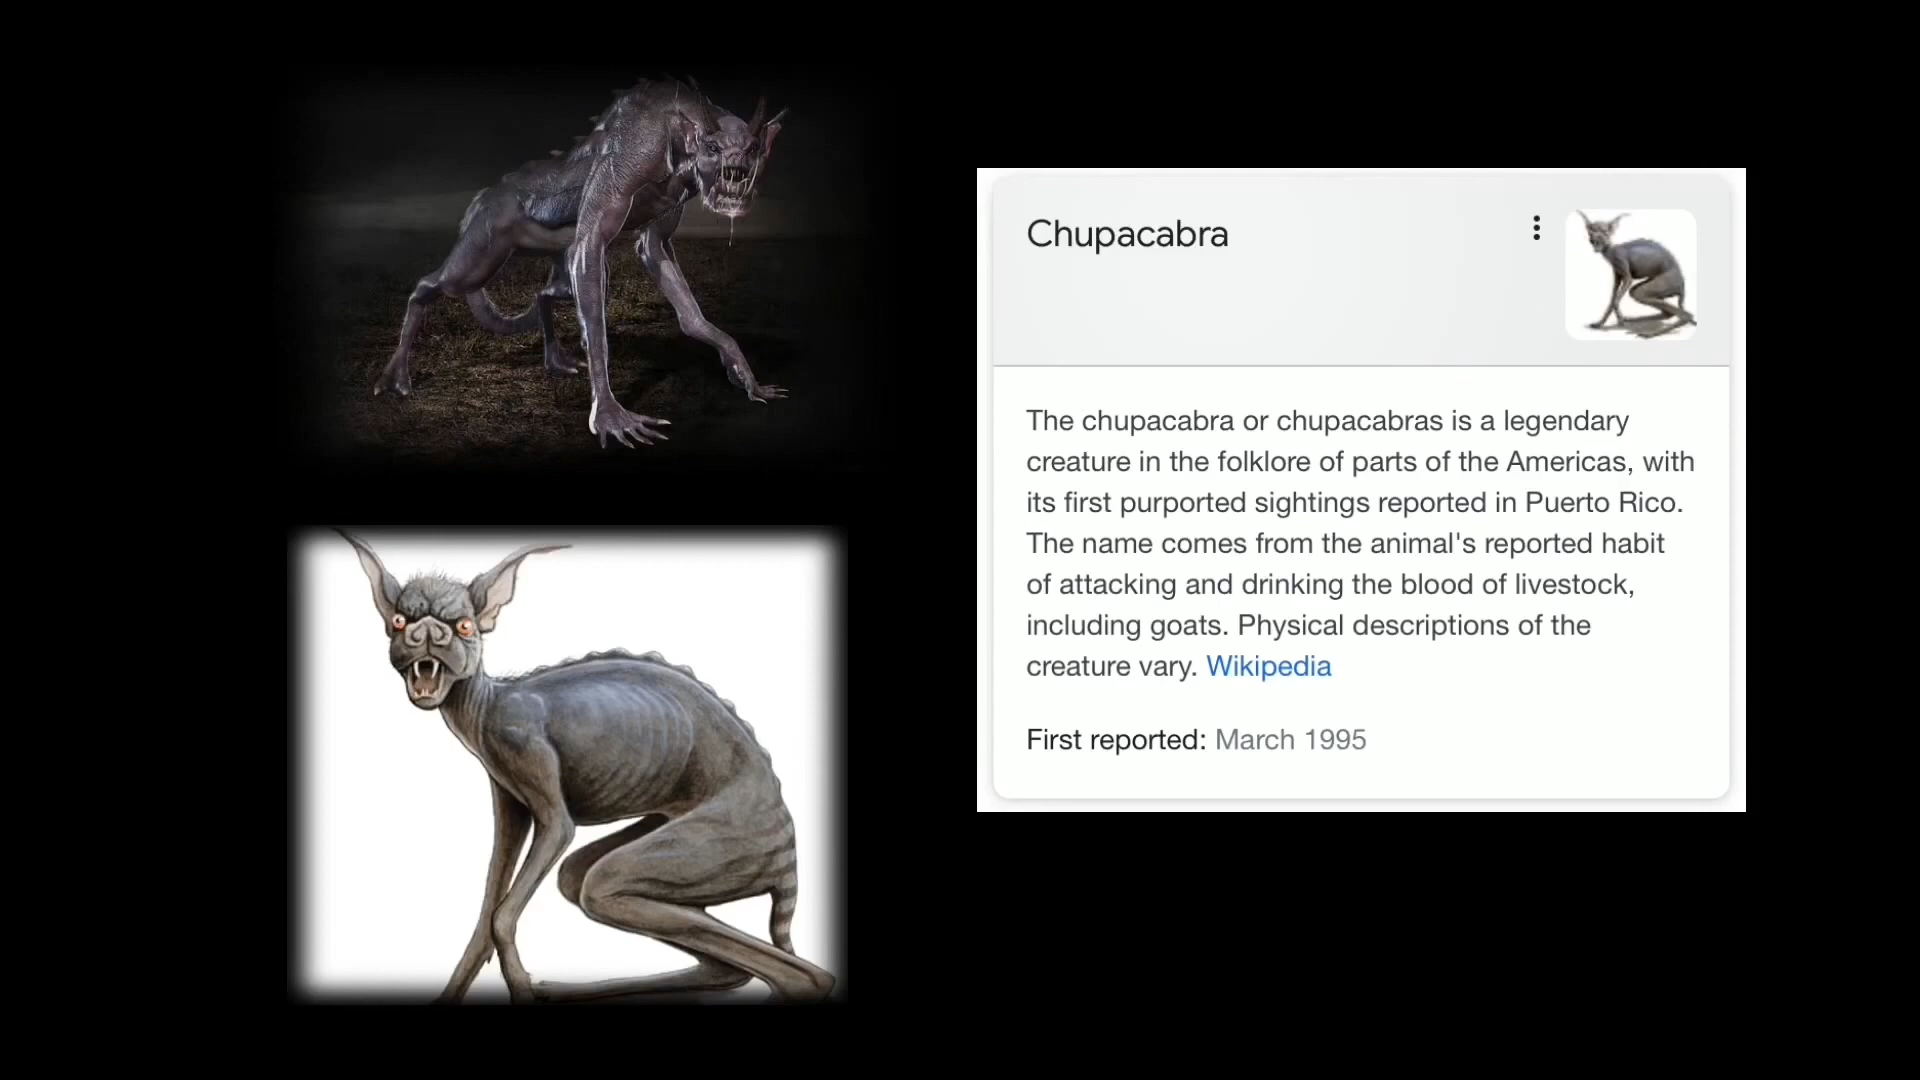 Chupacabra
The chupacabra or chupacabras is a legendary
creature in the folklore of parts of the Americas, with
its first purported sightings reported in Puerto Rico.
The name comes from the animal's reported habit
of attacking and drinking the blood of livestock,
including goats. Physical descriptions of the
creature vary. Wikipedia
First reported: March 1995